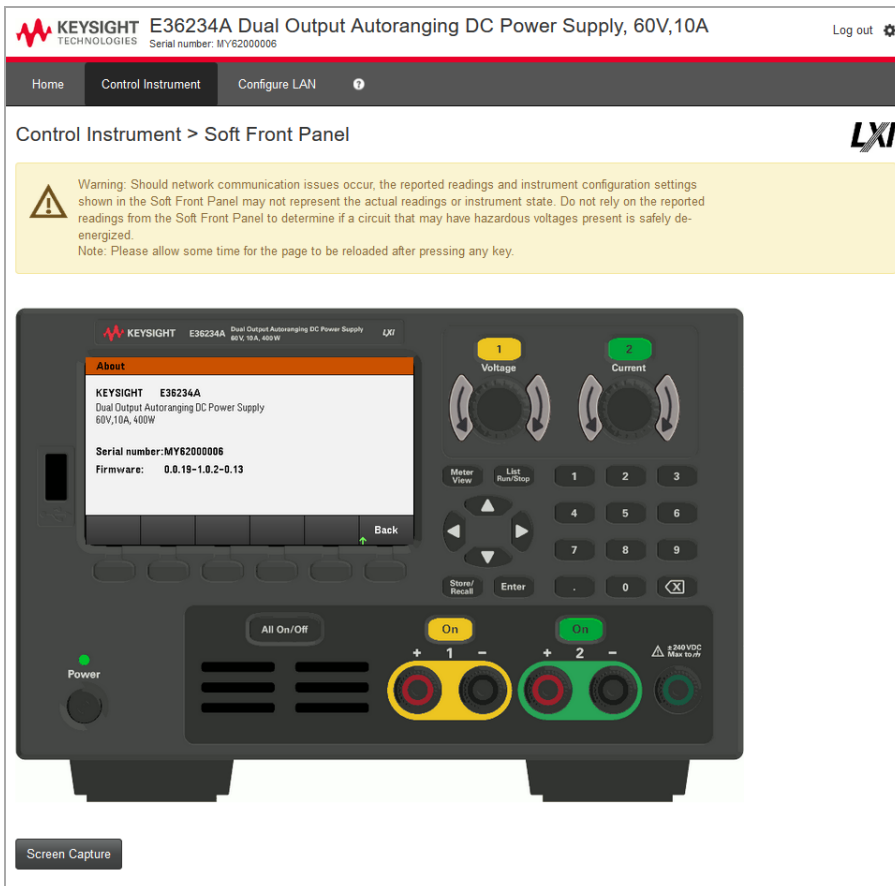 KEYSIGHT
TECHNOLOGIES
E36234A Dual Output Autoranging DC Power Supply, 60V,10A
Serial number: MY62000006
Log out
Home
Control Instrument
Configure LAN
?
Control Instrument > Soft Front Panel
LXI
Warning: Should network communication issues occur, the reported readings and instrument configuration settings
shown in the Soft Front Panel may not represent the actual readings or instrument state. Do not rely on the reported
readings from the Soft Front Panel to determine if a circuit that may have hazardous voltages present is safely de-
energized.
Note: Please allow some time for the page to be reloaded after pressing any key.
KEYSIGHT E36234A
Dual Output Autoranging DC Power Supply
60V, 10A, 400W
LXI
About
KEYSIGHT E36234A
Dual Output Autoranging DC Power Supply
60V,10A, 400W
Serial number:MY62000006
Firmware: 0.0.19-1.0.2-0.13
Back
1
Voltage
2
Current
Meter
View
List
Run/Stop
1 2 3
4 5 6
7 8 9
Store/
Recall
Enter
. 0 X
All On/Off
On
On
+ 1 -
+ 2 -
±240 VDC
Max to
Power
Screen Capture